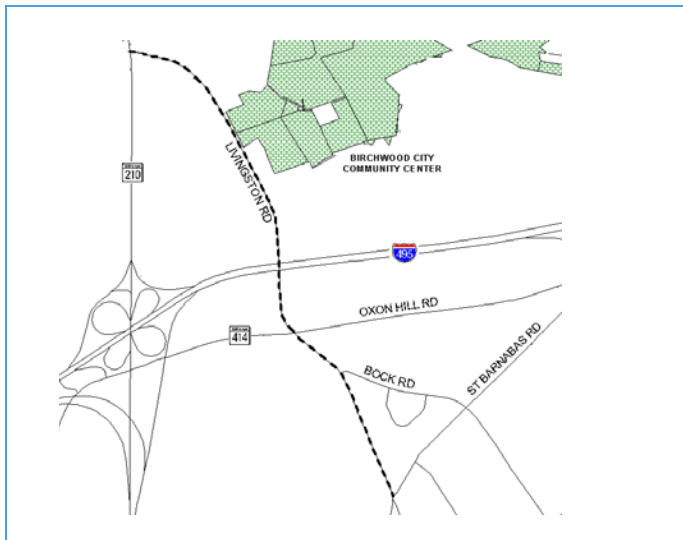 BIRCHWOOD CITY
COMMUNITY CENTER
210
LIVINGSTON RD
495
OXON HILL RD
414
ST BARNABAS RD
BOCK RD